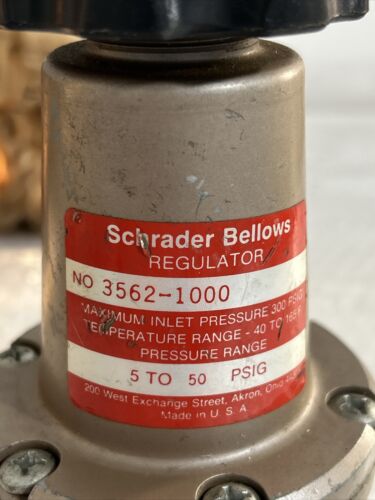 Schrader Bellows
REGULATOR
NO 3562-1000
MAXIMUM INLET PRESSURE 300 PSIG
TEMPERATURE RANGE - 40 TO 165 F
PRESSURE RANGE
5 TO 50 PSIG
200 West Exchange Street, Akron, Ohio
Made in U.S.A.